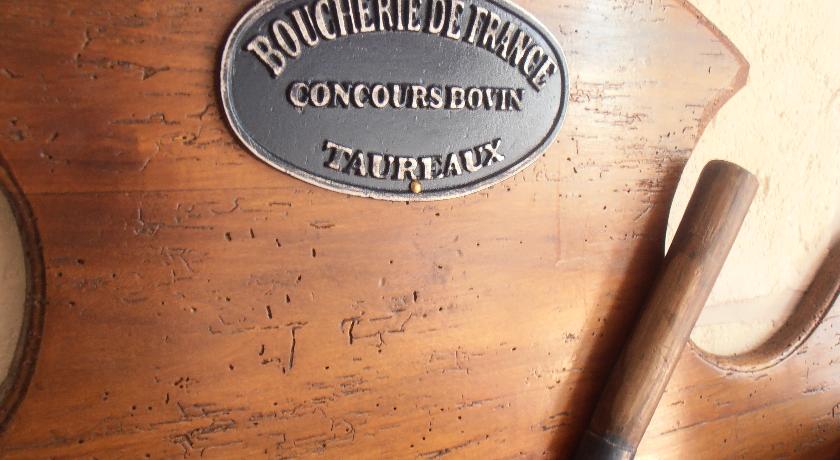 BOUCHERIE DE FRANCE
CONCOURS BOVIN
TAUREAUX